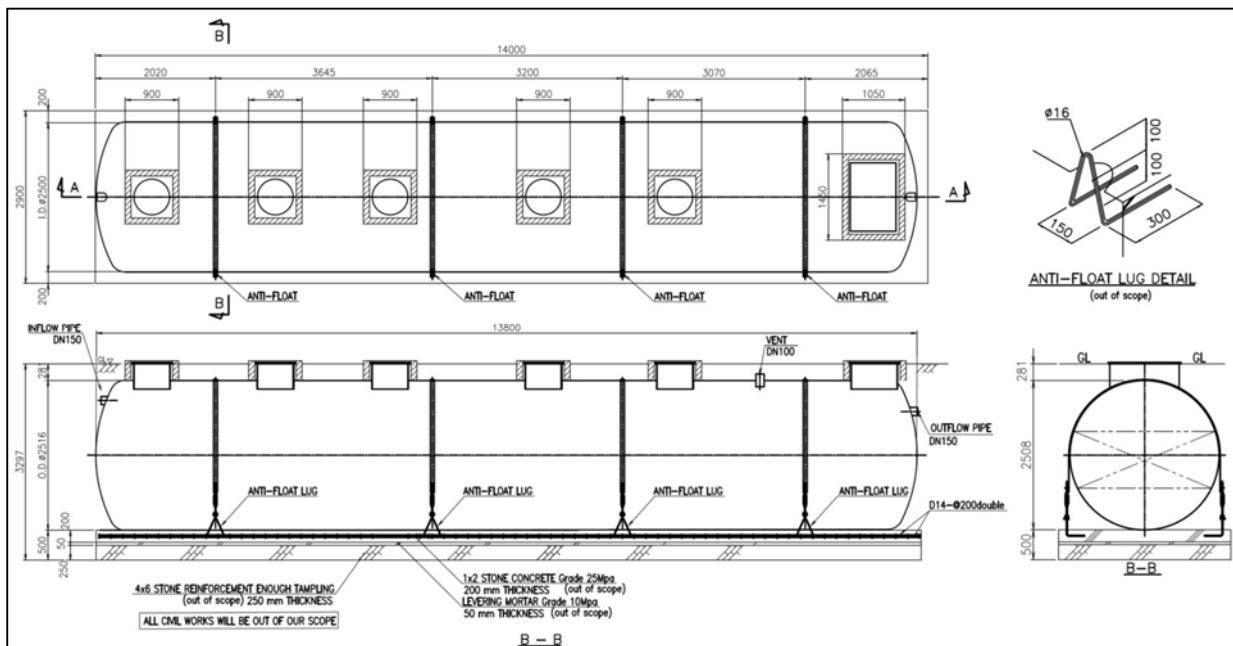 B
14000
2020
3645
3200
3070
2065
200
900
900
900
900
900
1050
2900
I.D.Ø2500
A
A
1450
200
B
ANTI-FLOAT
ANTI-FLOAT
ANTI-FLOAT
ANTI-FLOAT
Ø16
100
100
150
300
ANTI-FLOAT LUG DETAIL
(out of scope)
INFLOW PIPE
DN150
13800
VENT
DN100
GL
281
3297
O.D.Ø2516
OUTFLOW PIPE
DN150
ANTI-FLOAT LUG
ANTI-FLOAT LUG
ANTI-FLOAT LUG
ANTI-FLOAT LUG
D14-@200double
200
500
50
250
4x6 STONE REINFORCEMENT ENOUGH TAMPLING
(out of scope) 250 mm THICKNESS
1x2 STONE CONCRETE Grade 25Mpa
200 mm THICKNESS (out of scope)
LEVERING MORTAR Grade 10Mpa
50 mm THICKNESS (out of scope)
ALL CIVIL WORKS WILL BE OUT OF OUR SCOPE
B - B
GL
GL
281
2508
500
B-B